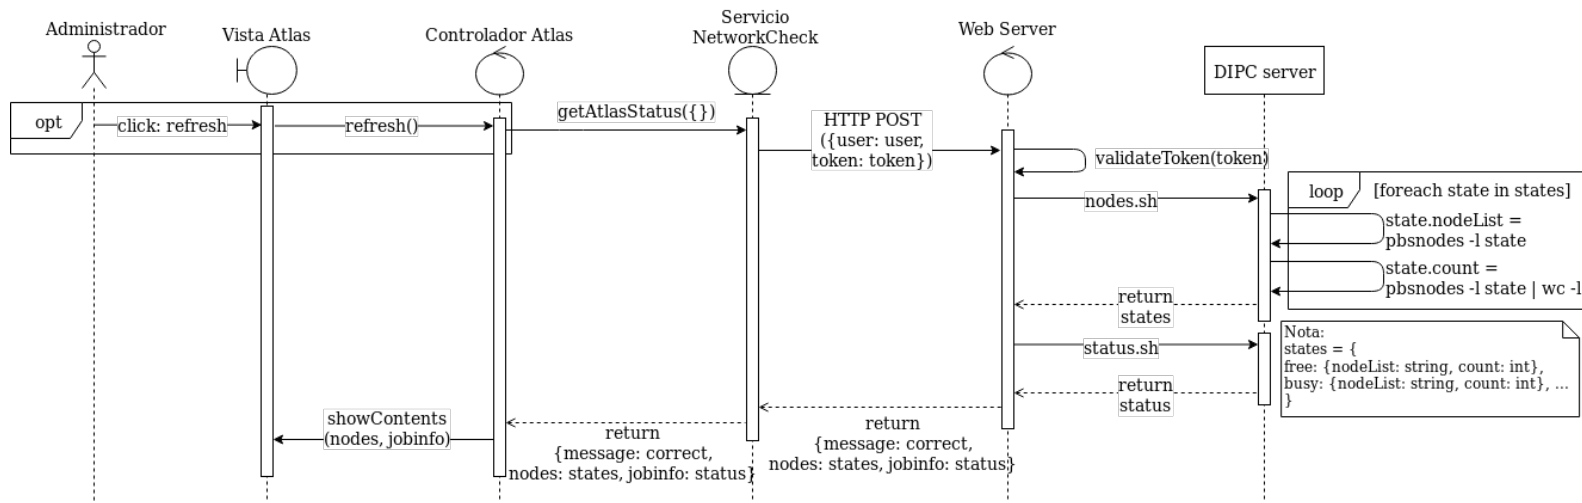 Administrador
Vista Atlas
Controlador Atlas
Servicio
NetworkCheck
Web Server
DIPC server
opt
click: refresh
refresh()
getAtlasStatus({})
HTTP POST
({user: user,
token: token})
validateToken(token)
nodes.sh
loop
[foreach state in states]
state.nodeList =
pbsnodes -l state
state.count =
pbsnodes -l state | wc -l
return
states
status.sh
Nota:
states = {
free: {nodeList: string, count: int},
busy: {nodeList: string, count: int}, ...
}
return
status
showContents
(nodes, jobinfo)
return
{message: correct,
nodes: states, jobinfo: status}
return
{message: correct,
nodes: states, jobinfo: status}